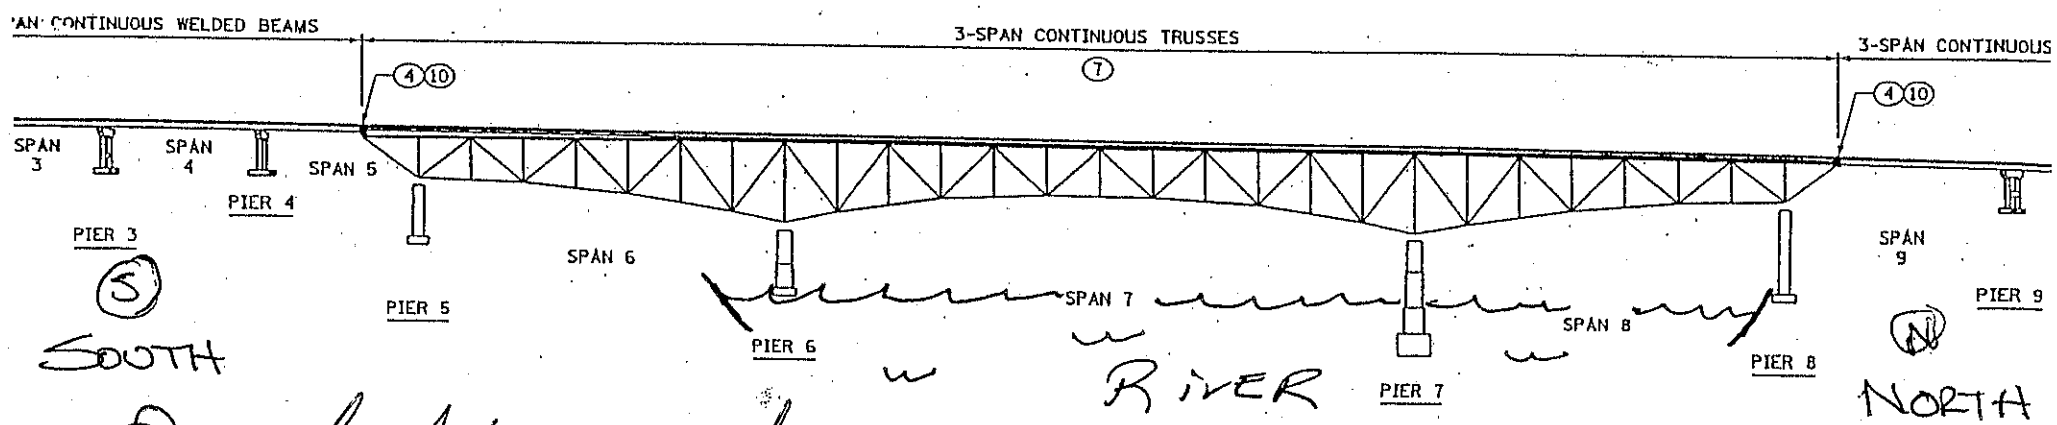 'AN CONTINUOUS WELDED BEAMS
3-SPAN CONTINUOUS TRUSSES
3-SPAN CONTINUOUS
7
4 10
4 10
SPAN 3
SPAN 4
SPAN 5
PIER 4
PIER 3
SPAN 6
SPAN 9
S
PIER 5
SPAN 7
SPAN 8
PIER 9
SOUTH
PIER 6
RIVER
PIER 7
PIER 8
N
NORTH